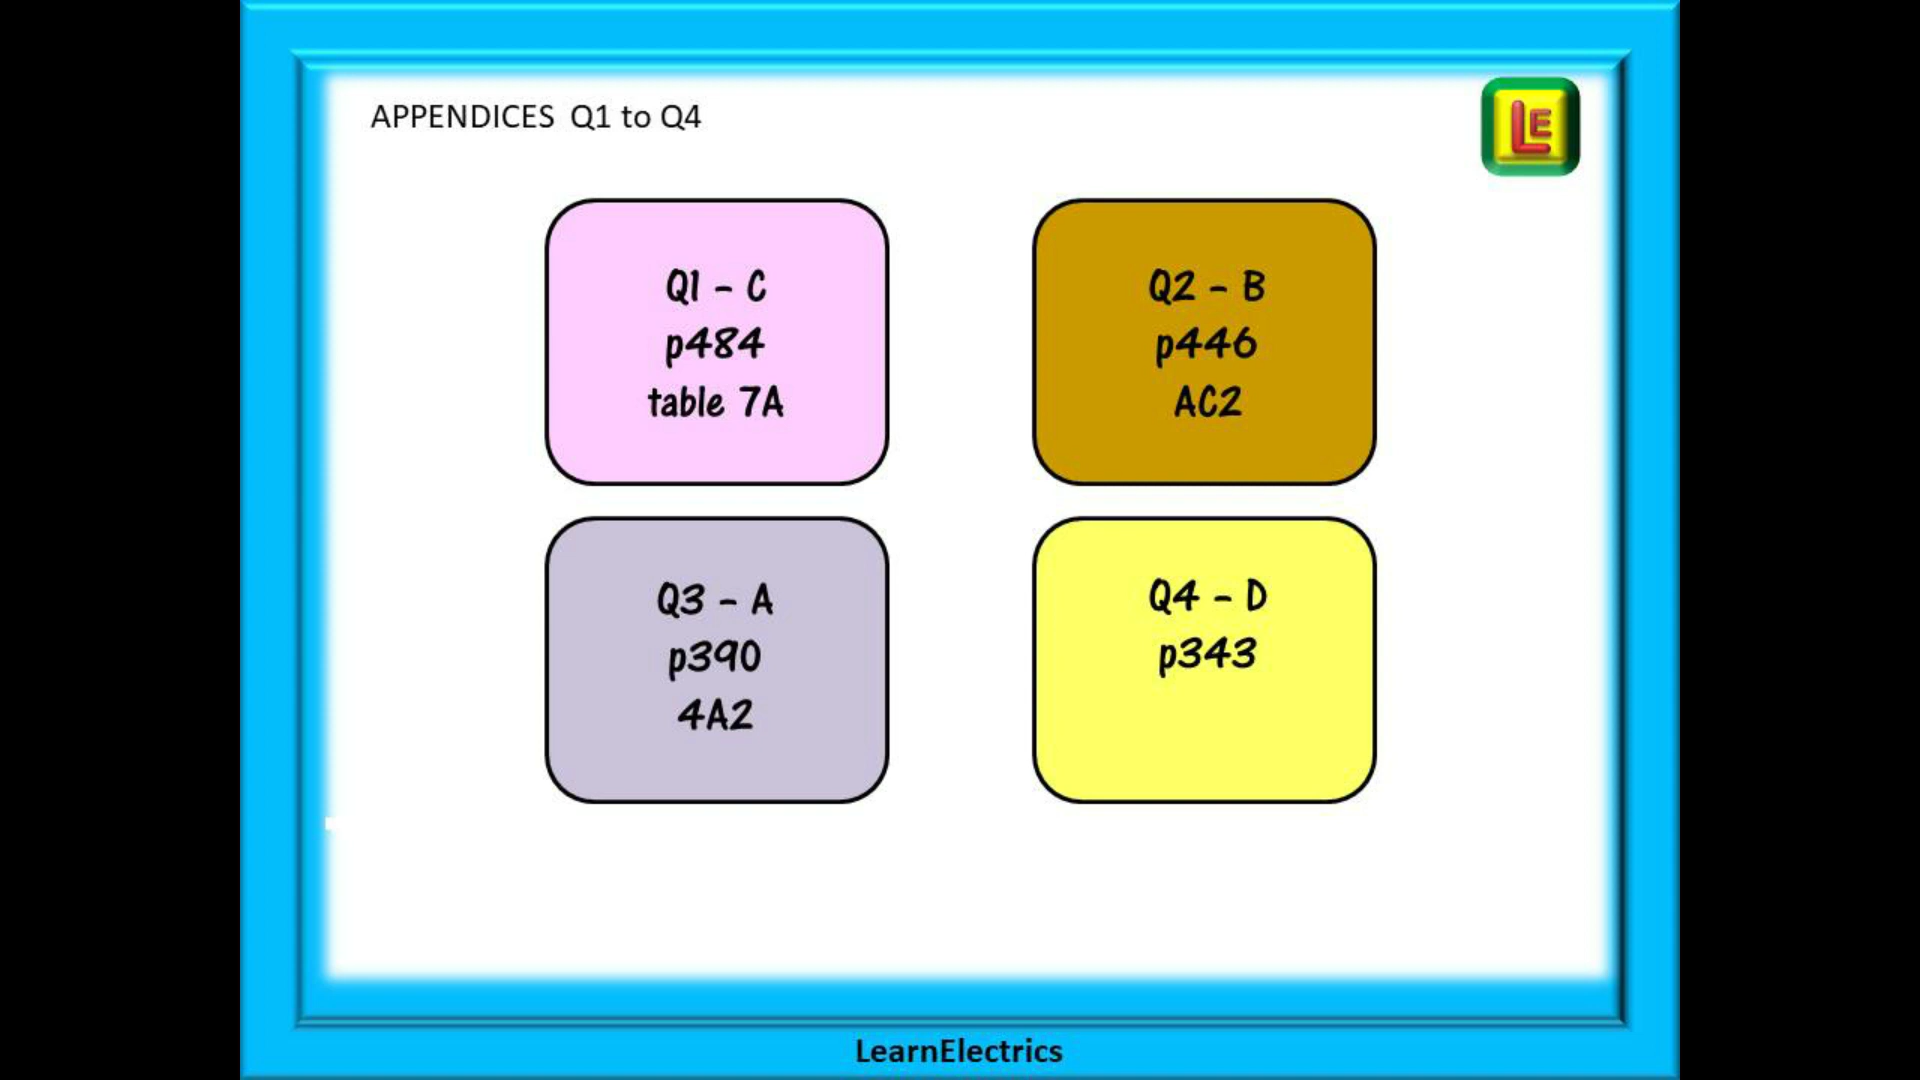 APPENDICES Q1 to Q4
LE
Q1 - C
p484
table 7A
Q2 - B
p446
AC2
Q3 - A
p390
4A2
Q4 - D
p343
LearnElectrics